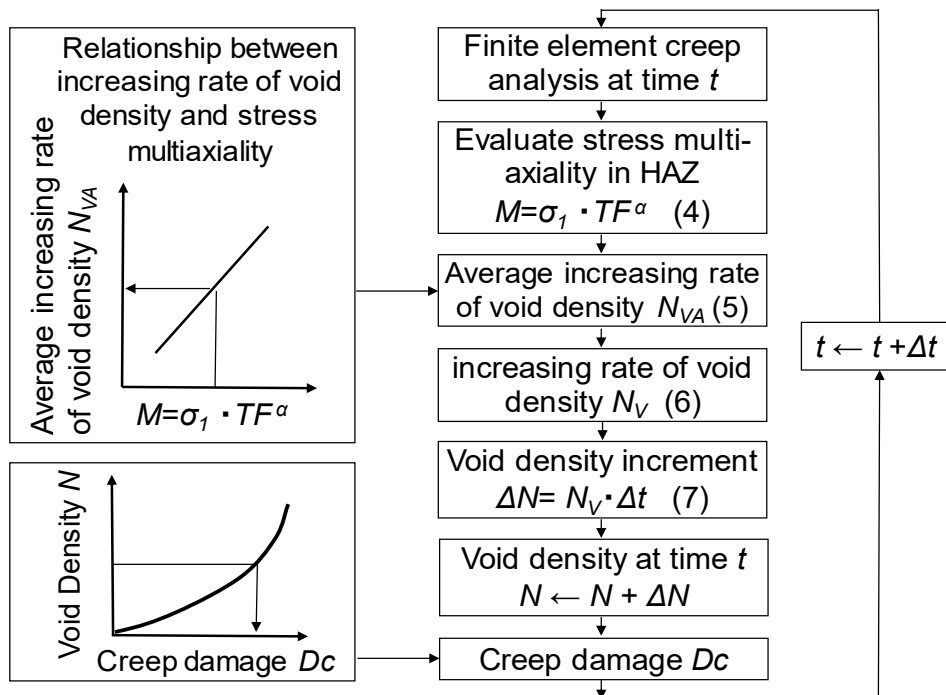 Relationship between
increasing rate of void
density and stress
multiaxiality
Average increasing rate
of void density N_VA
M=σ₁ ・TF^α
Void Density N
Creep damage Dc
Finite element creep
analysis at time t
Evaluate stress multi-
axiality in HAZ
M=σ₁ ・TF^α (4)
Average increasing rate
of void density N_VA (5)
increasing rate of void
density N_V (6)
Void density increment
ΔN= N_V・Δt (7)
Void density at time t
N ← N + ΔN
Creep damage Dc
t ← t +Δt